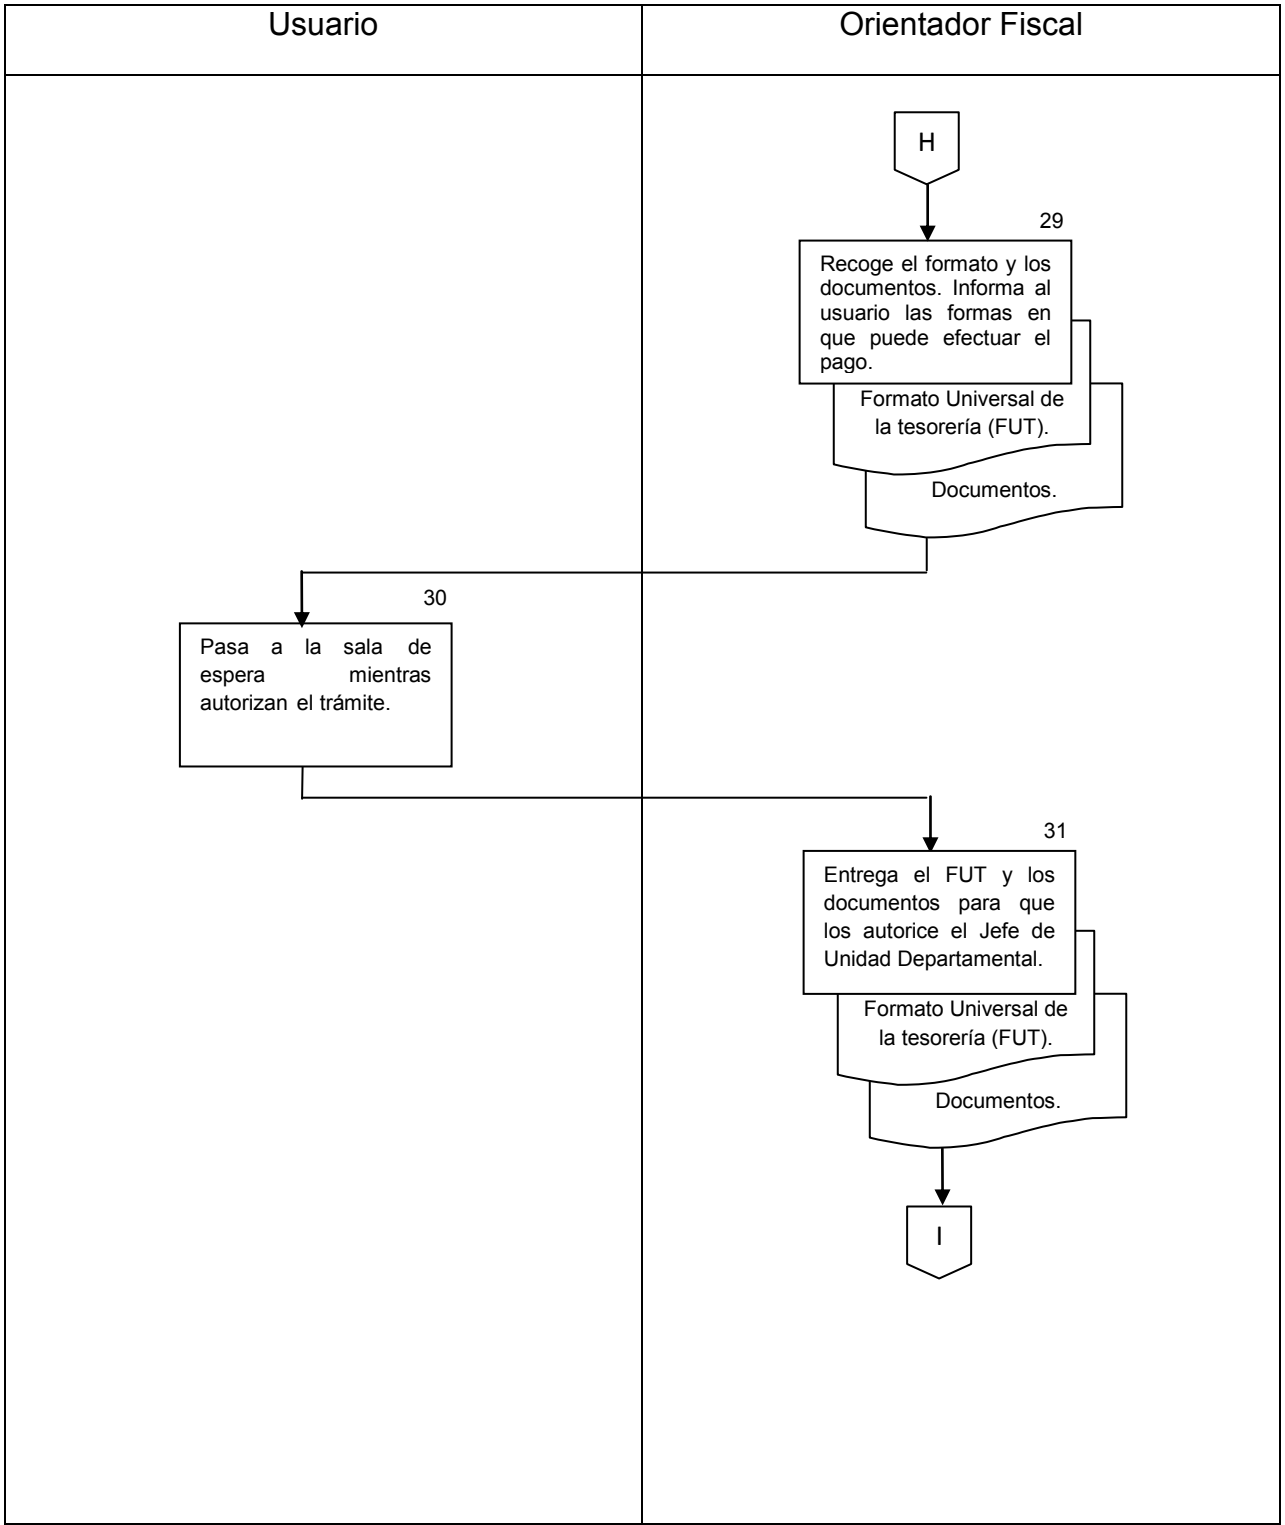 Usuario
Orientador Fiscal
H
29
Recoge el formato y los
documentos. Informa al
usuario las formas en
que puede efectuar el
pago.
Formato Universal de
la tesorería (FUT).
Documentos.
30
Pasa a la sala de
espera mientras
autorizan el trámite.
31
Entrega el FUT y los
documentos para que
los autorice el Jefe de
Unidad Departamental.
Formato Universal de
la tesorería (FUT).
Documentos.
I